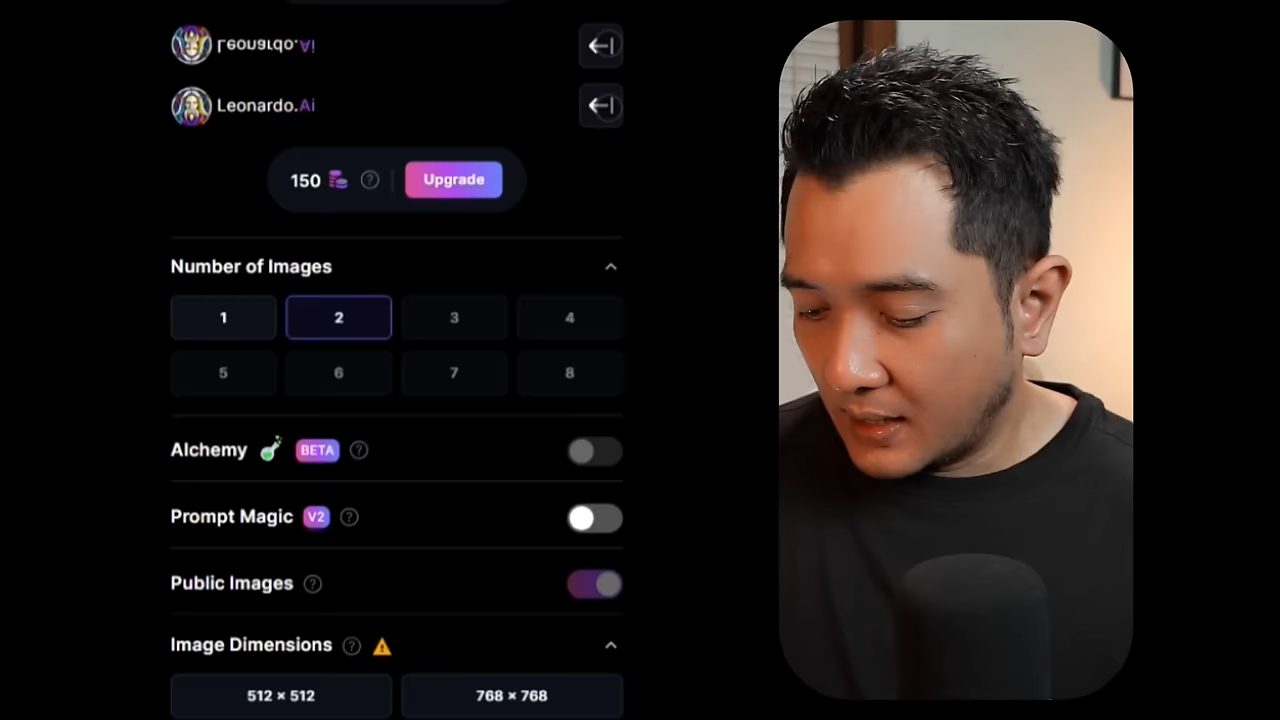 Leonardo.Ai
Leonardo.Ai
150 ? Upgrade
Number of Images
1 2 3 4
5 6 7 8
Alchemy BETA ?
Prompt Magic V2 ?
Public Images ?
Image Dimensions ?
512 × 512 768 × 768